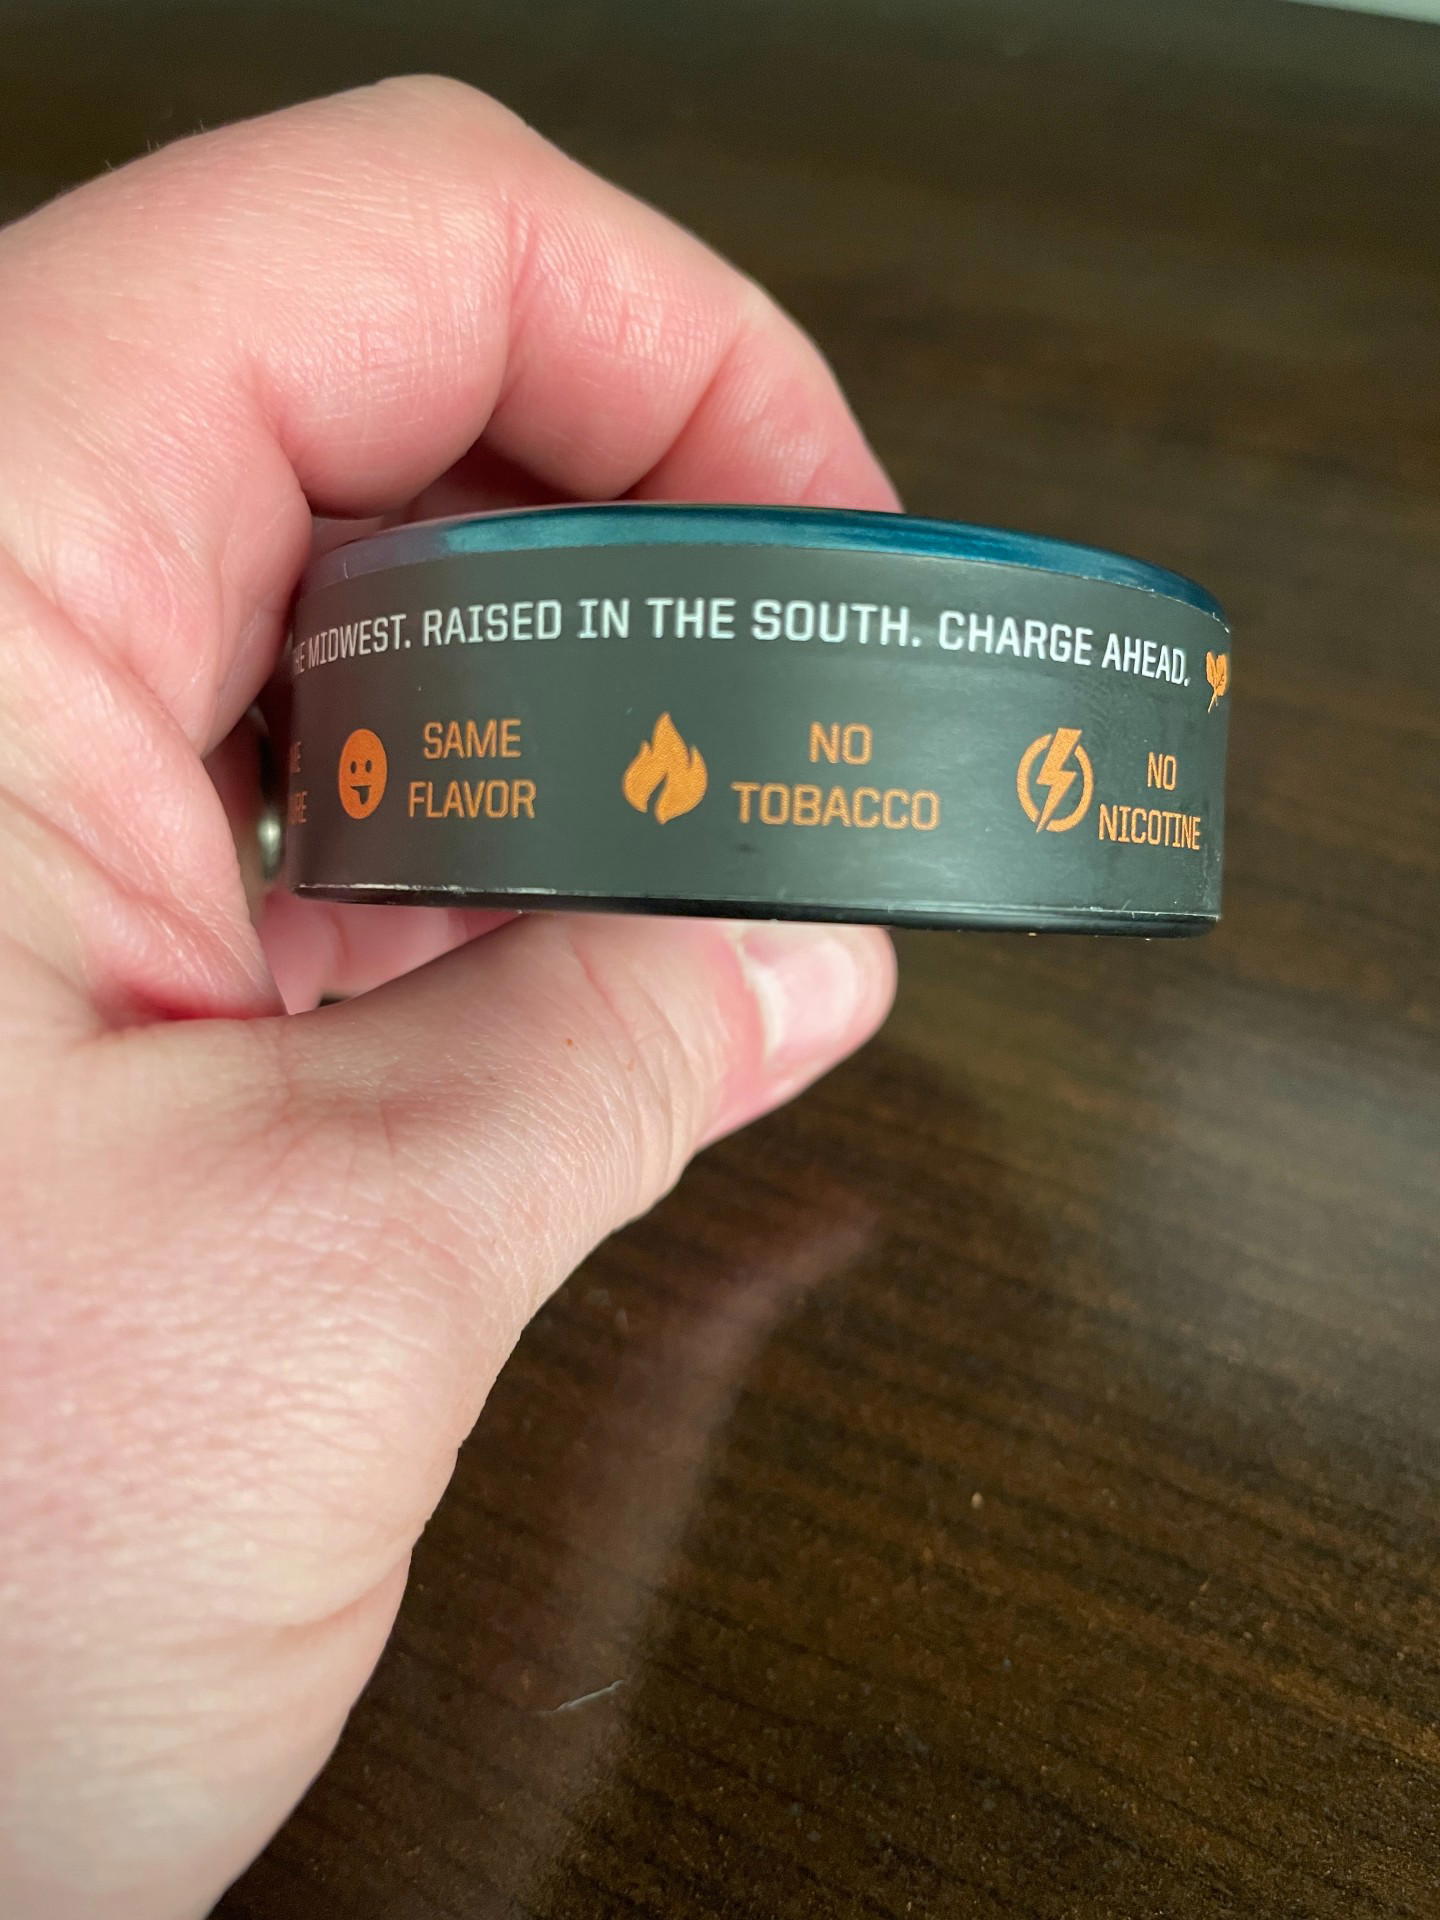 MIDWEST. RAISED IN THE SOUTH. CHARGE AHEAD.
SAME
FLAVOR
NO
TOBACCO
NO
NICOTINE